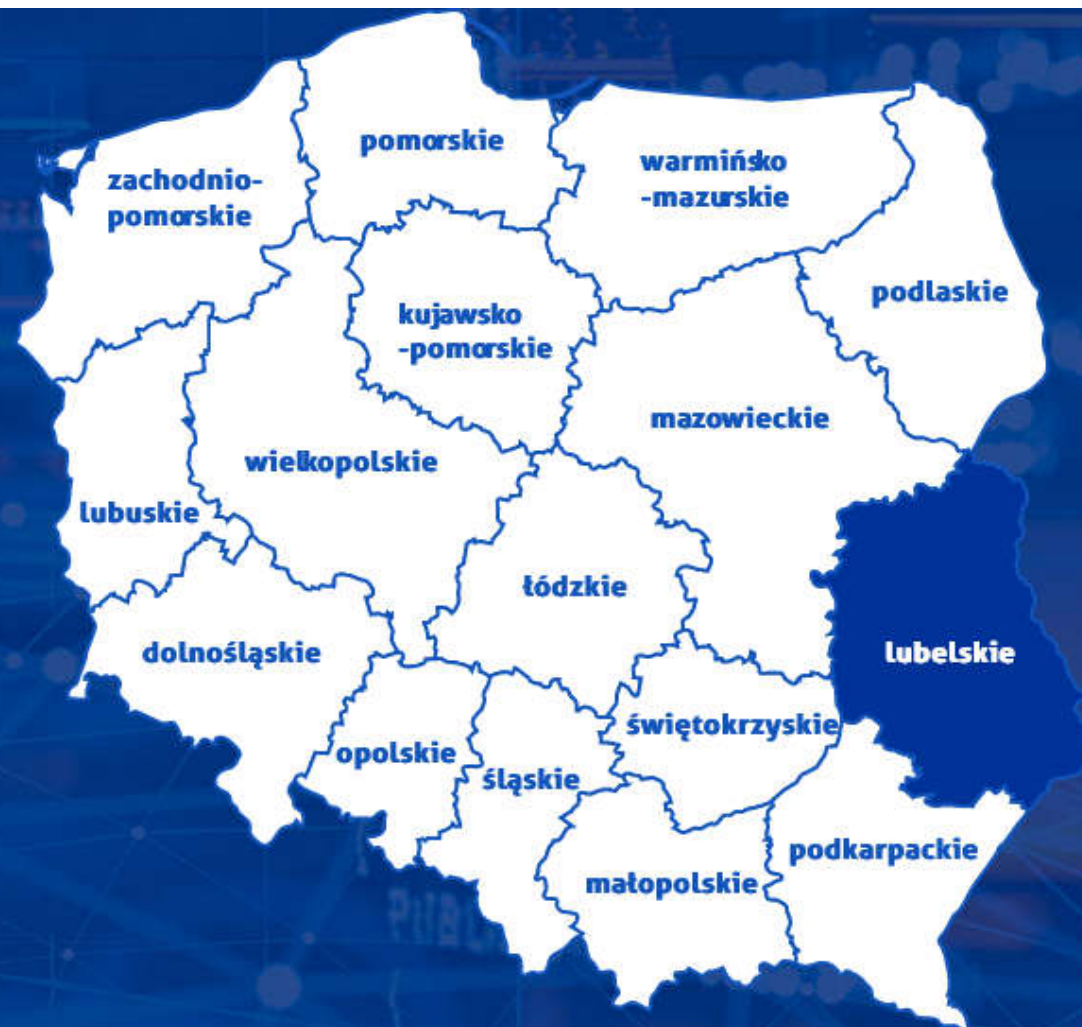 pomorskie
warmińsko
-mazurskie
zachodnio-
pomorskie
podlaskie
kujawsko
-pomorskie
mazowieckie
wielkopolskie
lubuskie
łódzkie
dolnośląskie
lubelskie
świętokrzyskie
opolskie
śląskie
podkarpackie
małopolskie